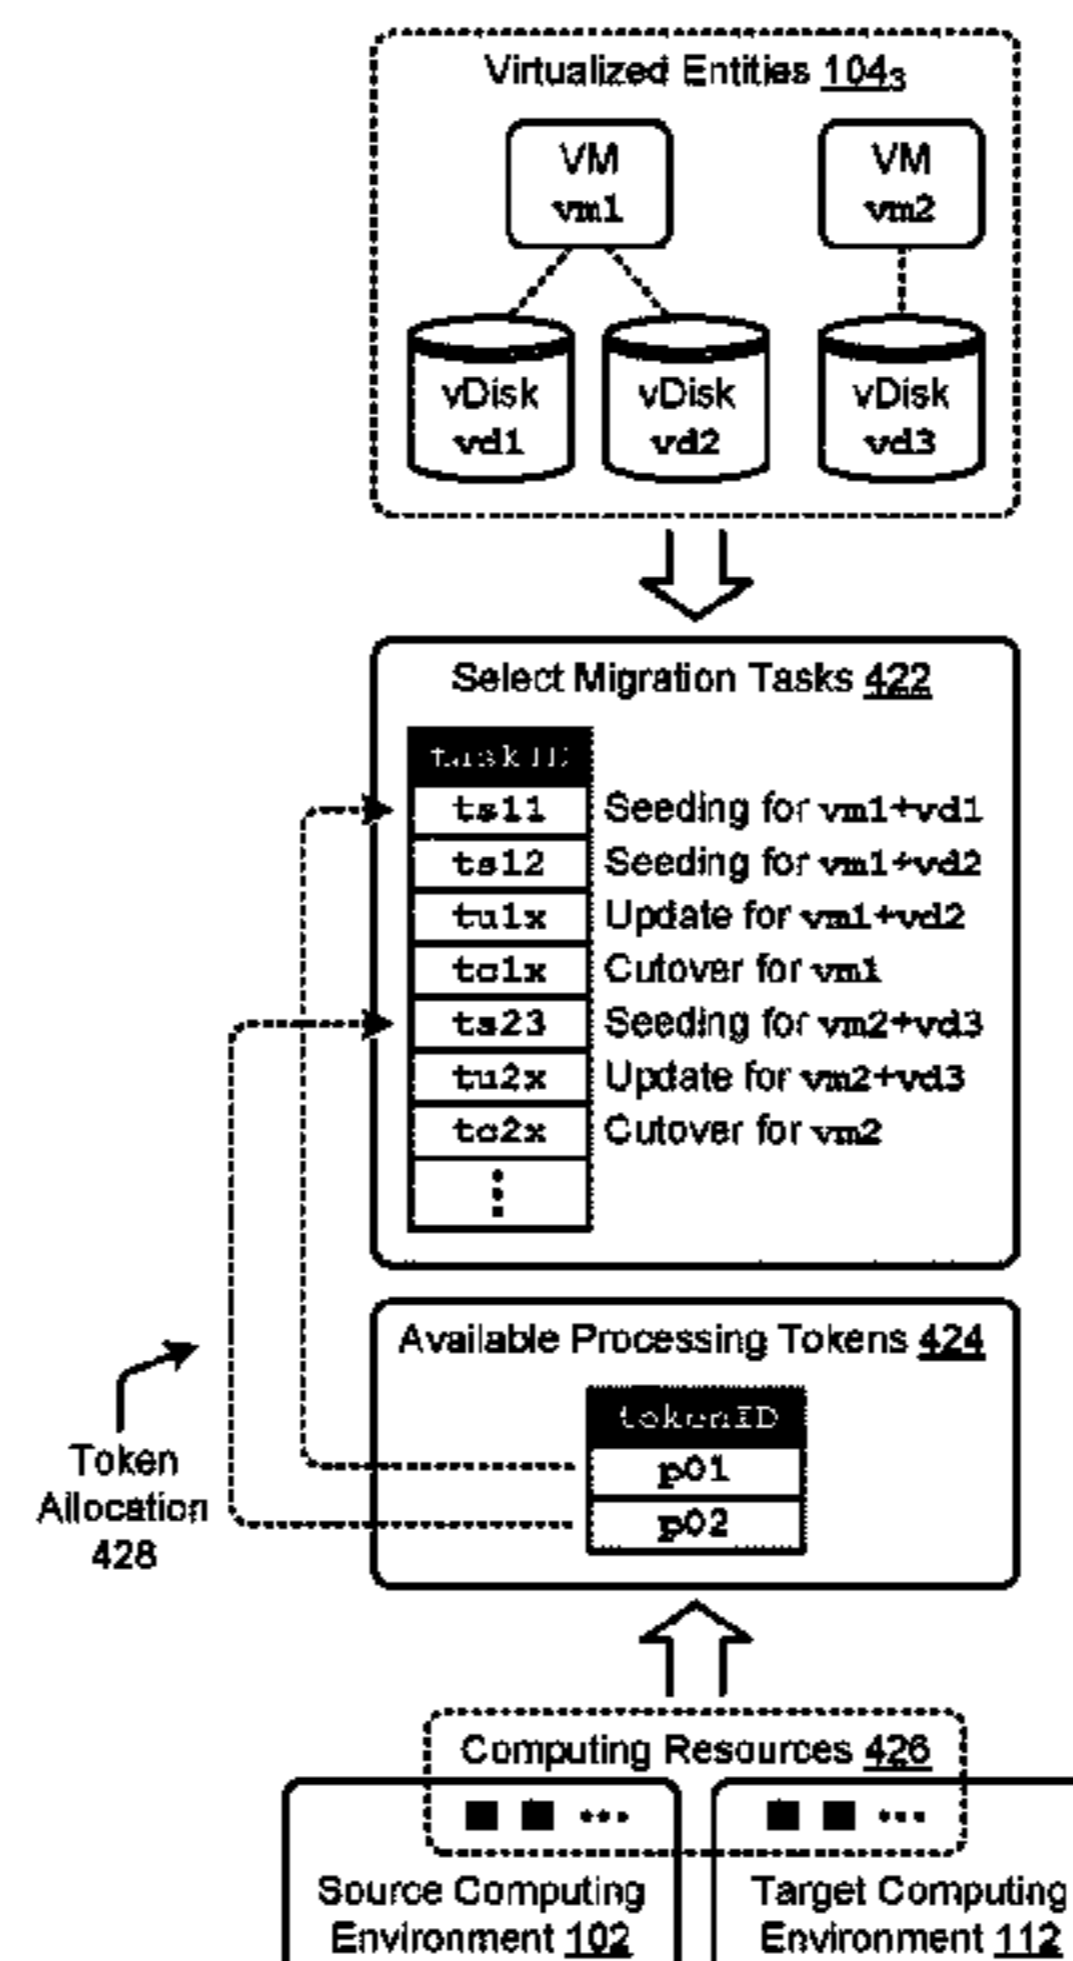 Virtualized Entities 104₃
VM
vm1
VM
vm2
vDisk
vd1
vDisk
vd2
vDisk
vd3
Select Migration Tasks 422
taskID
ts11 Seeding for vm1+vd1
ts12 Seeding for vm1+vd2
tu1x Update for vm1+vd2
tc1x Cutover for vm1
ts23 Seeding for vm2+vd3
tu2x Update for vm2+vd3
tc2x Cutover for vm2
Available Processing Tokens 424
tokenID
p01
p02
Token
Allocation
428
Computing Resources 426
Source Computing
Environment 102
Target Computing
Environment 112